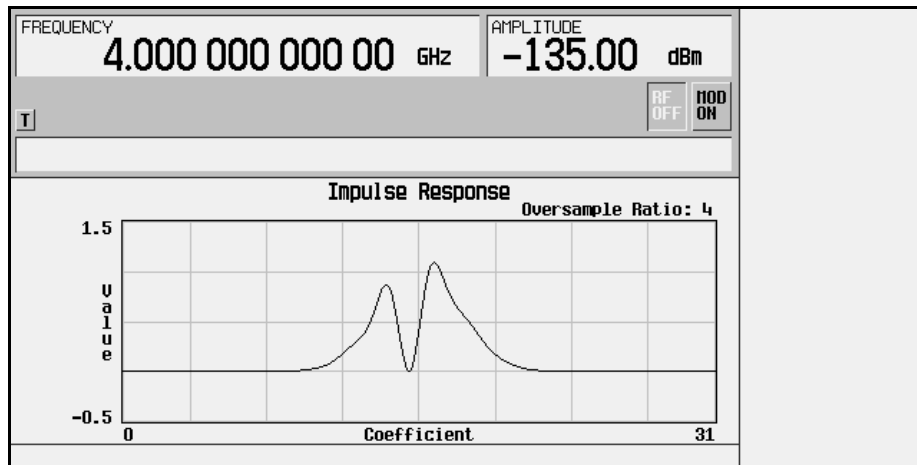 FREQUENCY
4.000 000 000 00 GHz
AMPLITUDE
-135.00 dBm
T
RF OFF
MOD ON
Impulse Response
Oversample Ratio: 4
1.5
Value
-0.5
0
Coefficient
31